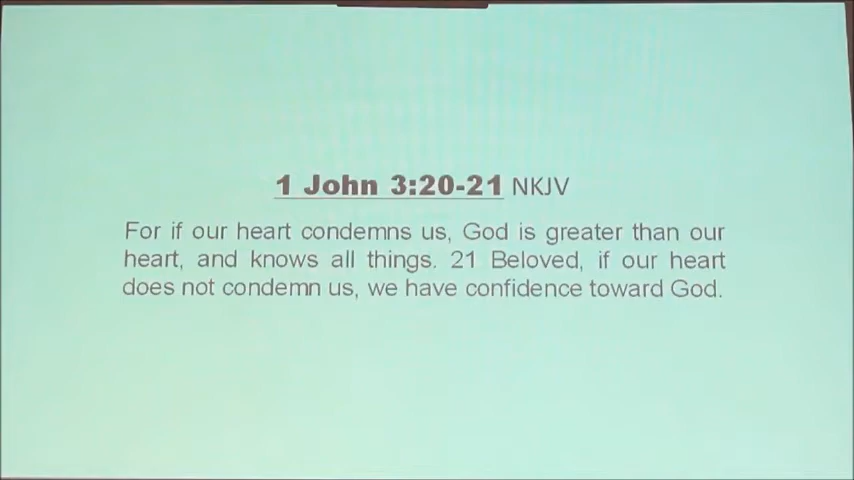 1 John 3:20-21 NKJV
For if our heart condemns us, God is greater than our
heart, and knows all things. 21 Beloved, if our heart
does not condemn us, we have confidence toward God.